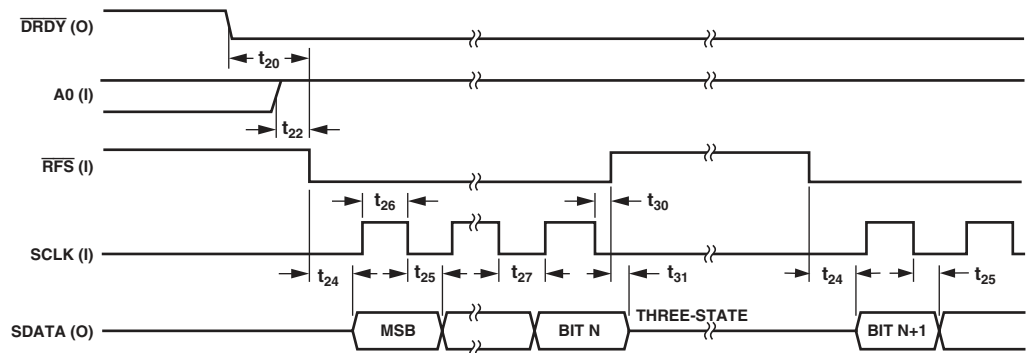 DRDY (O)
t20
A0 (I)
t22
RFS (I)
t26
t30
SCLK (I)
t24
t25
t27
t31
t24
t25
THREE-STATE
SDATA (O)
MSB
BIT N
BIT N+1